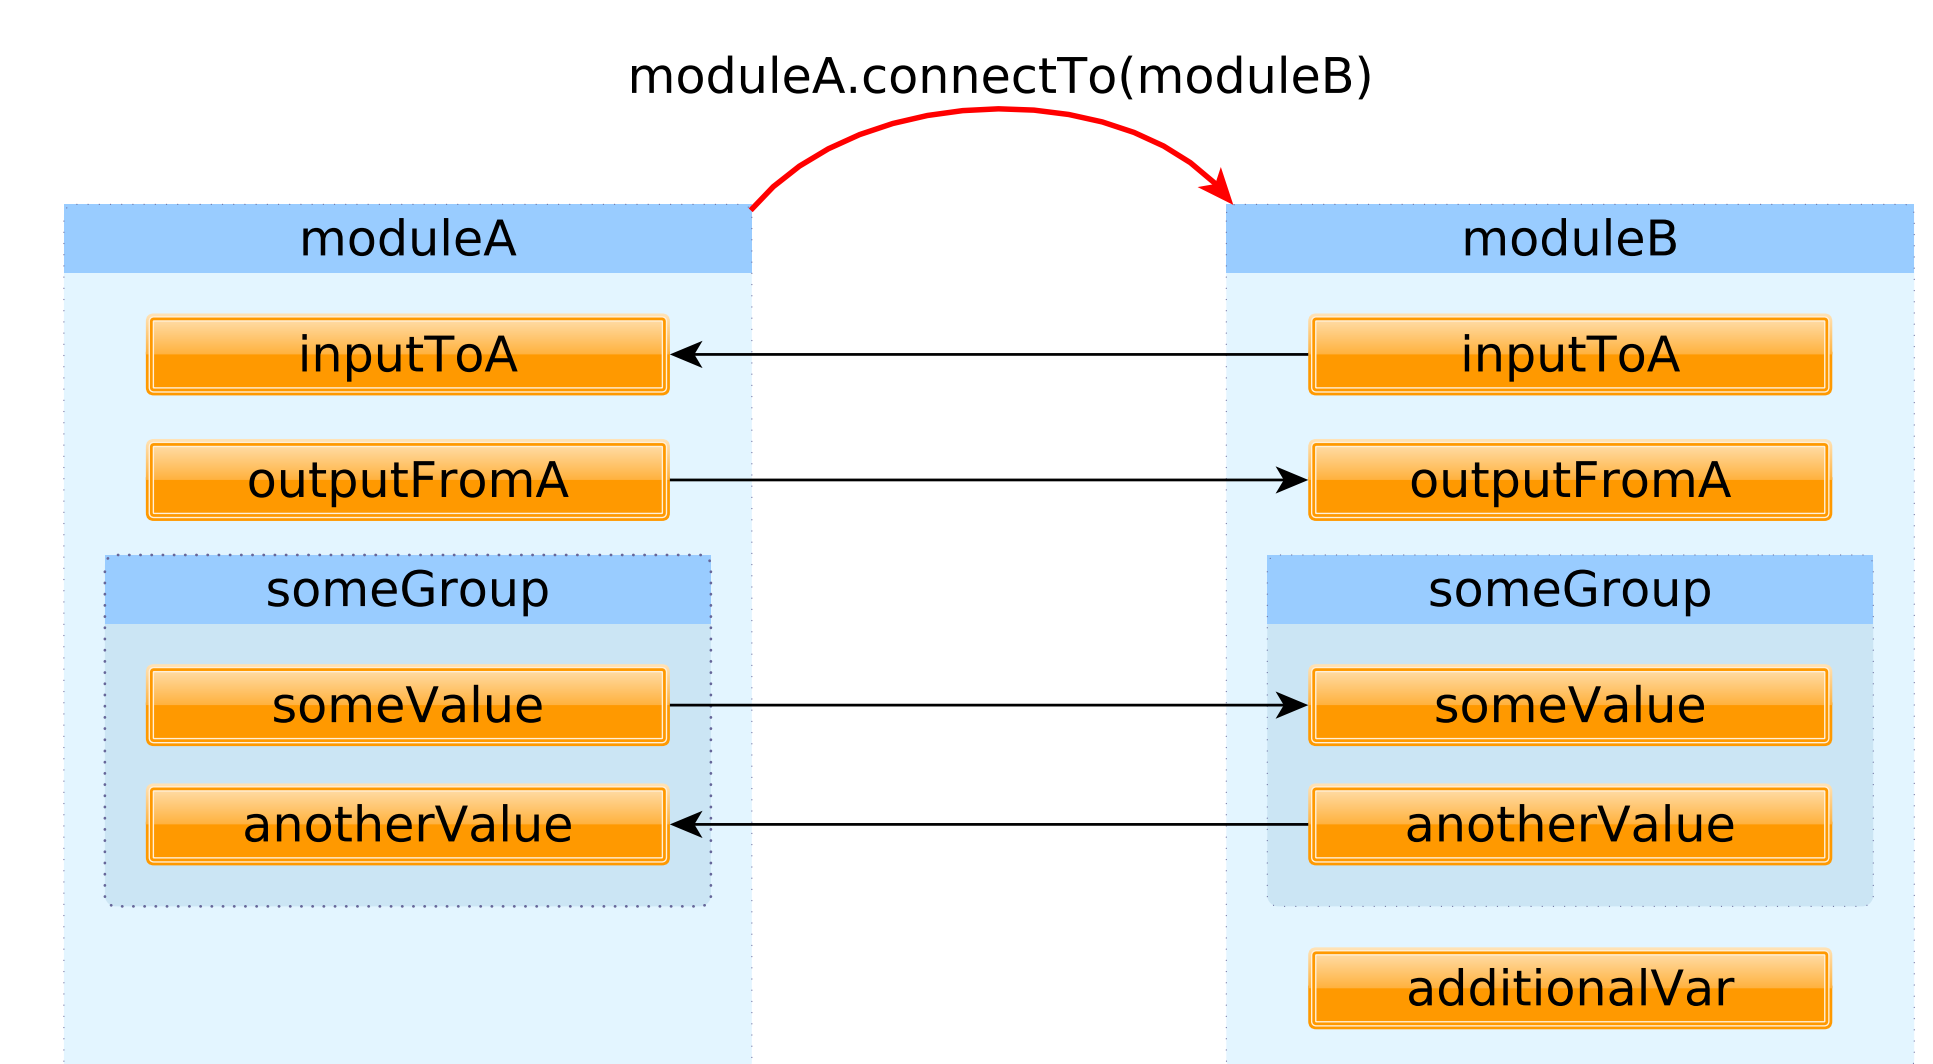 moduleA.connectTo(moduleB)
moduleA
inputToA
outputFromA
someGroup
someValue
anotherValue
moduleB
inputToA
outputFromA
someGroup
someValue
anotherValue
additionalVar